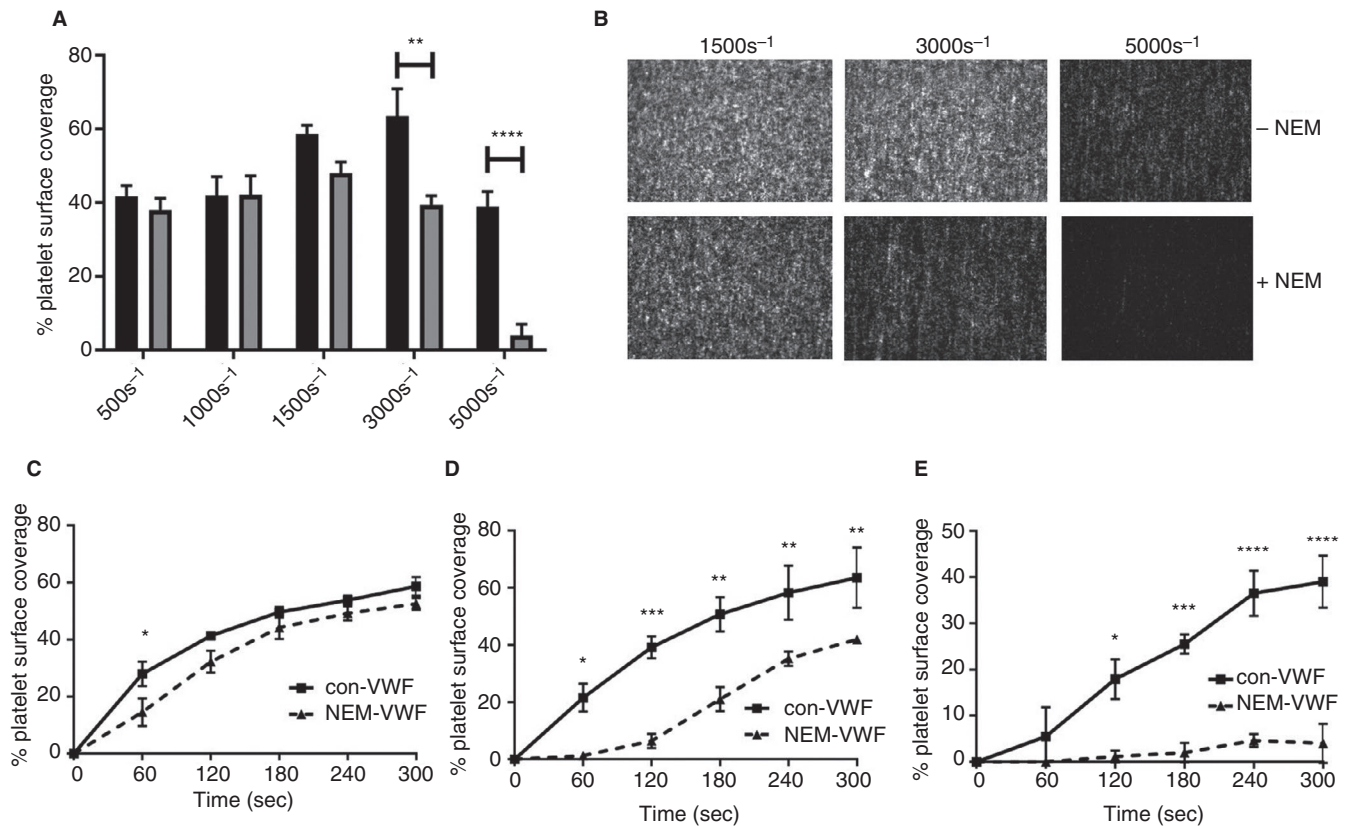 A
% platelet surface coverage
80
60
40
20
0
**
****
500s⁻¹
1000s⁻¹
1500s⁻¹
3000s⁻¹
5000s⁻¹
B
1500s⁻¹
3000s⁻¹
5000s⁻¹
– NEM
+ NEM
C
% platelet surface coverage
80
60
40
20
0
*
con-VWF
NEM-VWF
0
60
120
180
240
300
Time (sec)
D
% platelet surface coverage
80
60
40
20
0
*
***
**
**
**
con-VWF
NEM-VWF
0
60
120
180
240
300
Time (sec)
E
% platelet surface coverage
50
40
30
20
10
0
*
***
****
****
con-VWF
NEM-VWF
0
60
120
180
240
300
Time (sec)